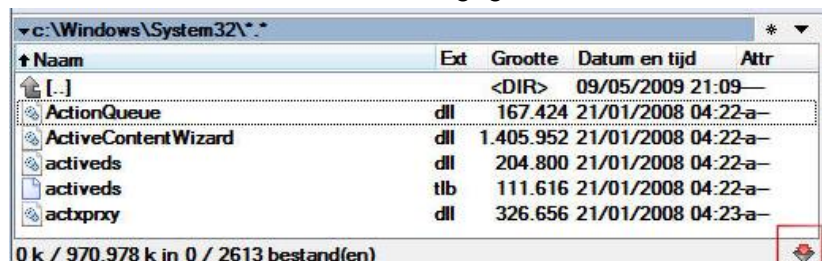 ▾c:\Windows\System32\*.* * ▾
↑Naam Ext Grootte Datum en tijd Attr
[..] <DIR> 09/05/2009 21:09----
ActionQueue dll 167.424 21/01/2008 04:22-a--
ActiveContentWizard dll 1.405.952 21/01/2008 04:22-a--
activeds dll 204.800 21/01/2008 04:22-a--
activeds tlb 111.616 21/01/2008 04:22-a--
actxprxy dll 326.656 21/01/2008 04:23-a--
0 k / 970.978 k in 0 / 2613 bestand(en)